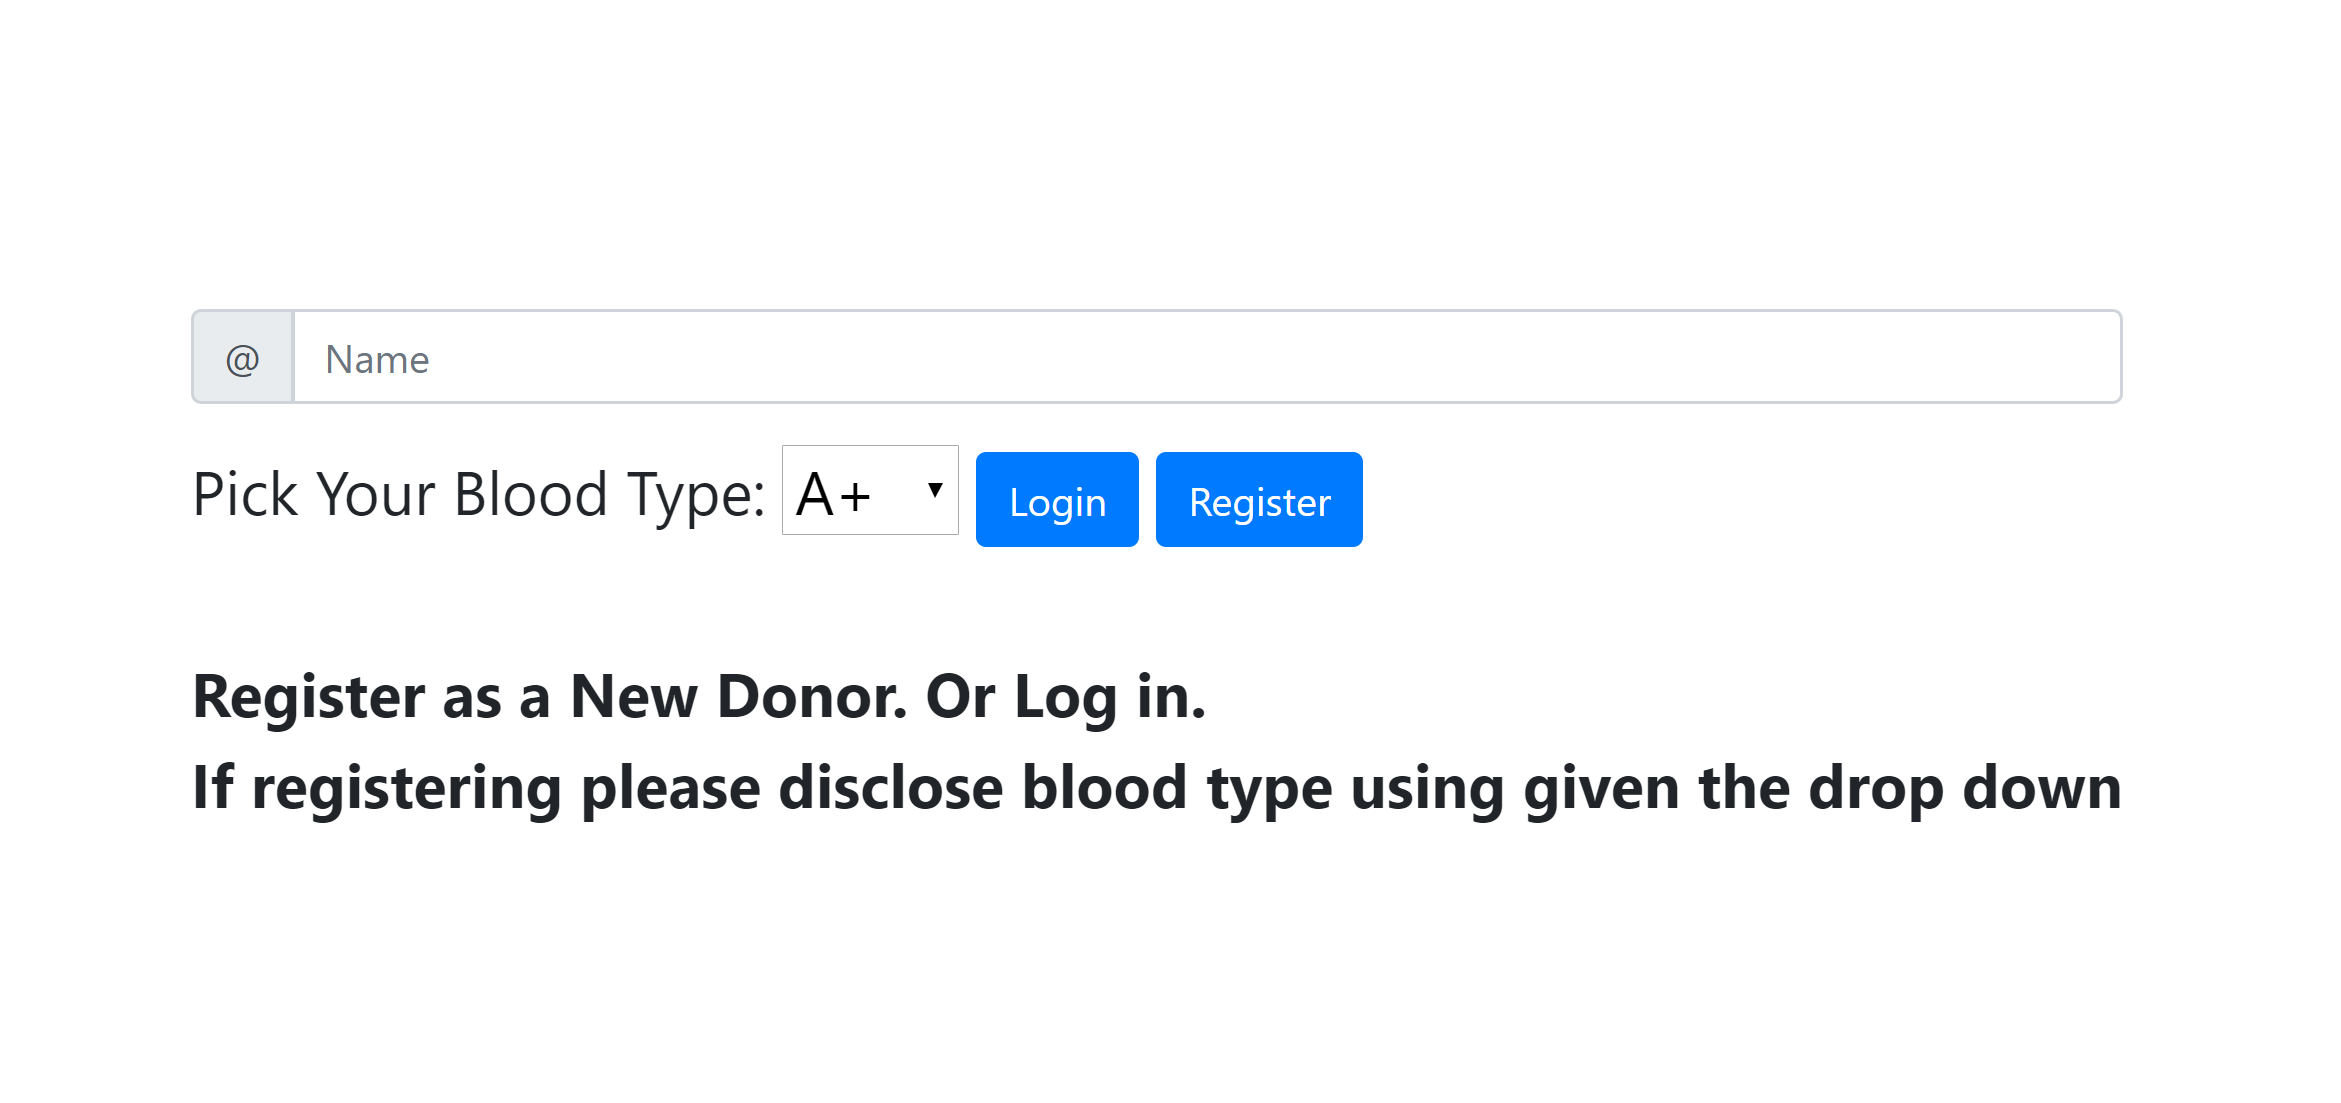 @ Name
Pick Your Blood Type: A+ Login Register
Register as a New Donor. Or Log in.
If registering please disclose blood type using given the drop down